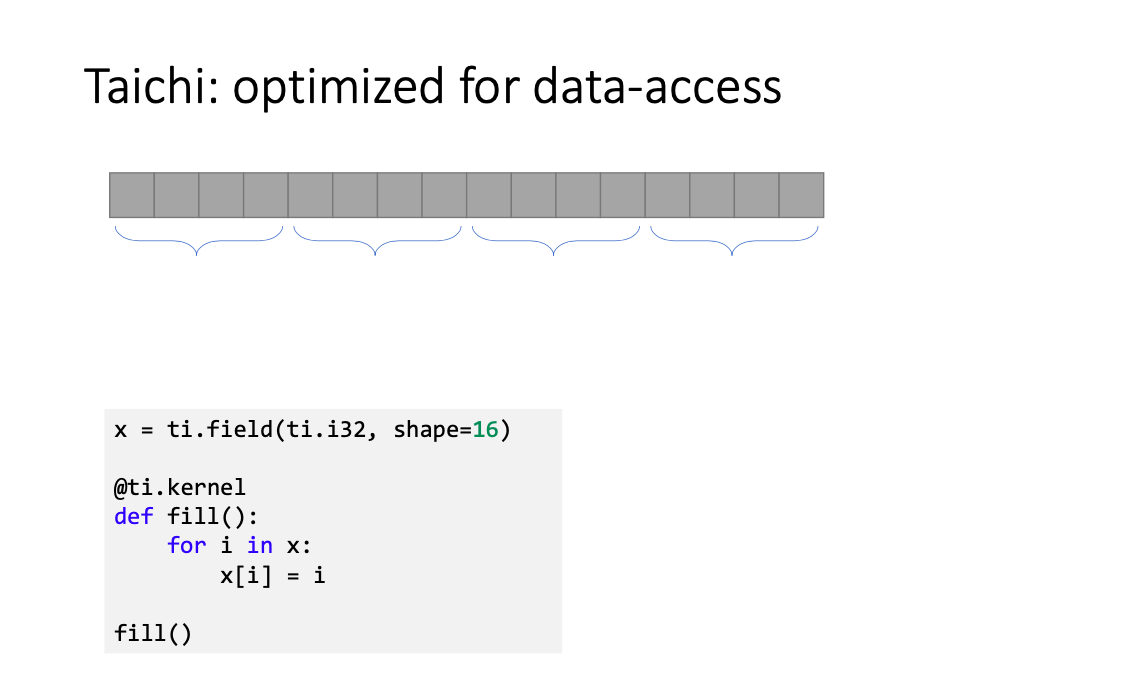 Taichi: optimized for data-access
x = ti.field(ti.i32, shape=16)
@ti.kernel
def fill():
    for i in x:
        x[i] = i
fill()